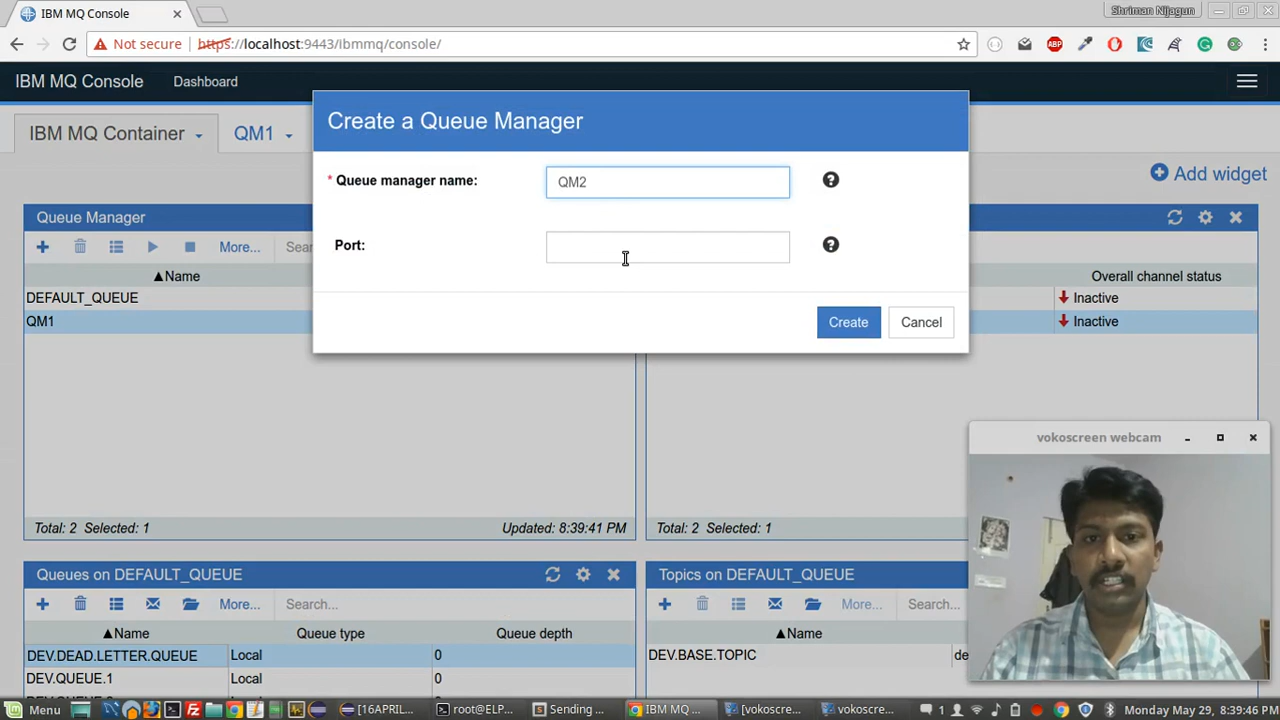 IBM MQ Console
Shriman Nijagun
Not secure https://localhost:9443/ibmmq/console/
ABP
IBM MQ Console Dashboard
Create a Queue Manager
IBM MQ Container QM1
* Queue manager name: QM2
Add widget
Queue Manager
Port:
More... Sear
Name
Overall channel status
DEFAULT_QUEUE
Inactive
QM1
Inactive
Create Cancel
vokoscreen webcam
Total: 2 Selected: 1 Updated: 8:39:41 PM
Total: 2 Selected: 1
Queues on DEFAULT_QUEUE
Topics on DEFAULT_QUEUE
More... Search...
More... Search...
Name Queue type Queue depth
Name
DEV.DEAD.LETTER.QUEUE Local 0
DEV.BASE.TOPIC de
DEV.QUEUE.1 Local 0
Menu [16APRIL... root@ELP... Sending ... IBM MQ ... [vokoscre... vokoscre... 1 Monday May 29, 8:39:46 PM